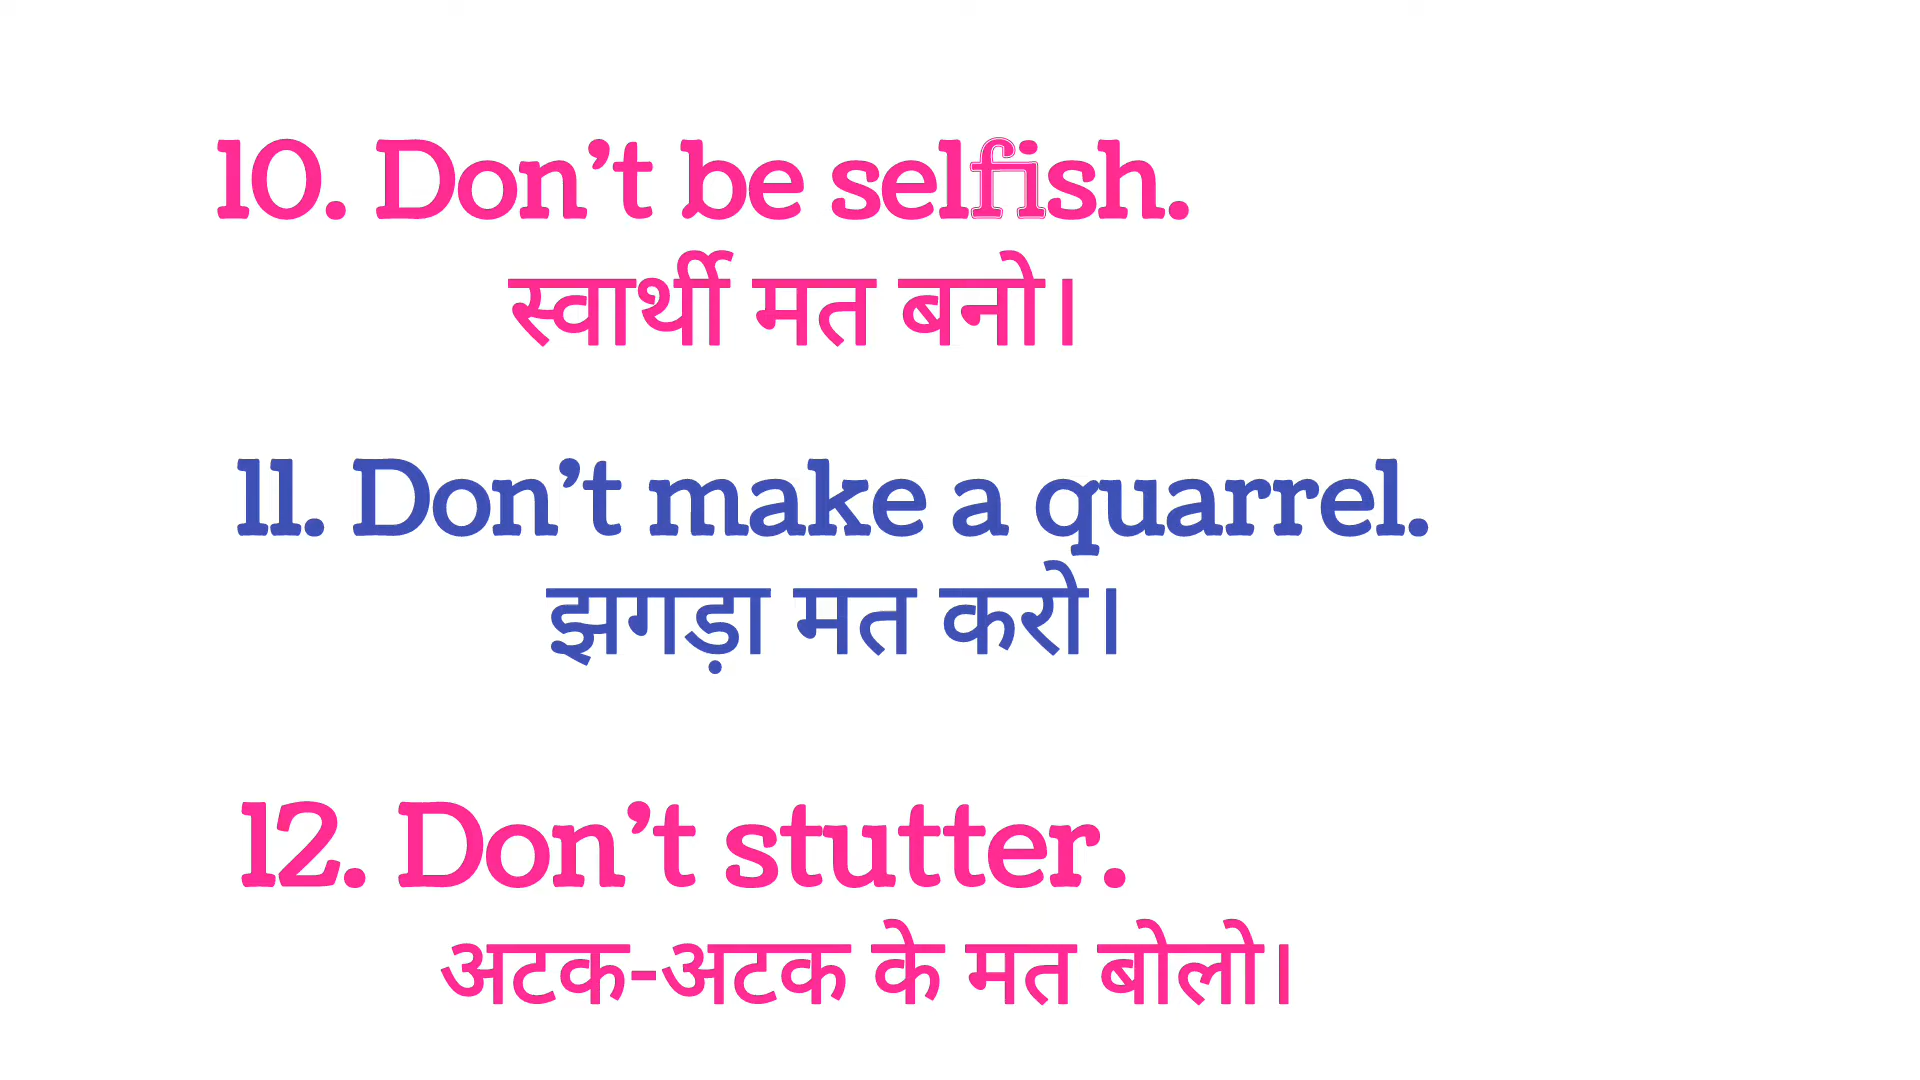 10. Don’t be selfish.
स्वार्थी मत बनो।
11. Don’t make a quarrel.
झगड़ा मत करो।
12. Don’t stutter.
अटक-अटक के मत बोलो।